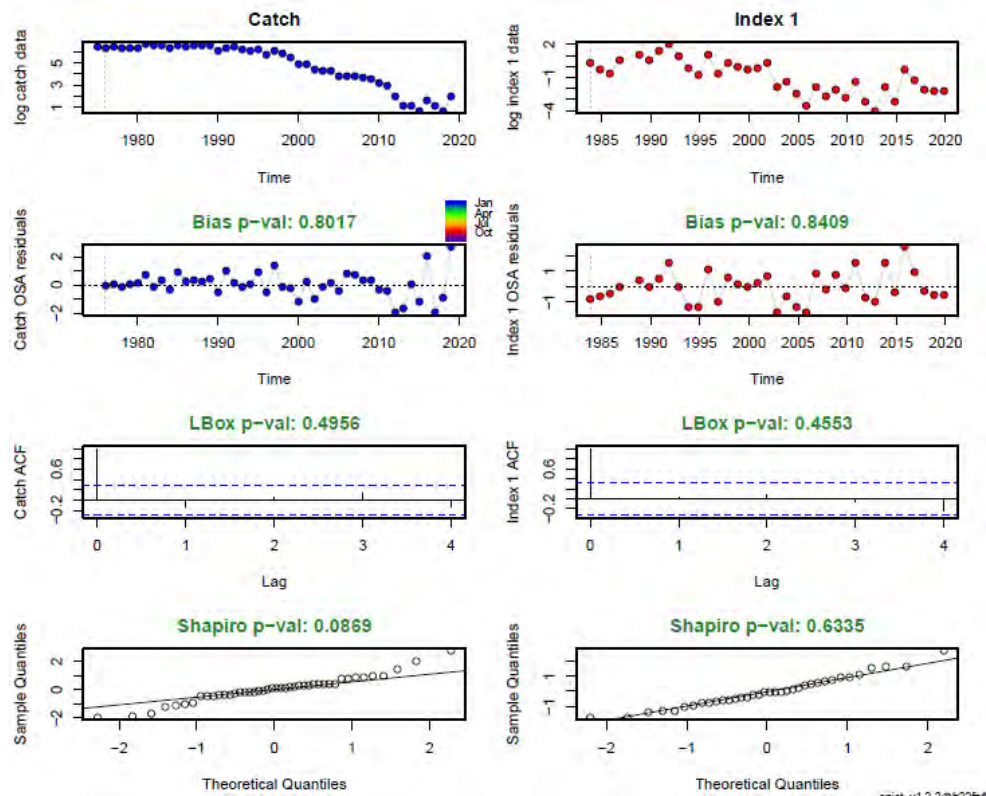 Catch
log catch data
5
3
1
1980 1990 2000 2010 2020
Time
Index 1
log index 1 data
2
−1
−4
1985 1990 1995 2000 2005 2010 2015 2020
Time
Bias p−val: 0.8017
Jan
Apr
Jul
Oct
Catch OSA residuals
2
0
−2
1980 1990 2000 2010 2020
Time
Bias p−val: 0.8409
Index 1 OSA residuals
1
−1
1985 1990 1995 2000 2005 2010 2015 2020
Time
LBox p−val: 0.4956
Catch ACF
0.6
−0.2
0 1 2 3 4
Lag
LBox p−val: 0.4553
Index 1 ACF
0.6
−0.2
0 1 2 3 4
Lag
Shapiro p−val: 0.0869
Sample Quantiles
2
0
−2
−2 −1 0 1 2
Theoretical Quantiles
Shapiro p−val: 0.6335
Sample Quantiles
1
−1
−2 −1 0 1 2
Theoretical Quantiles